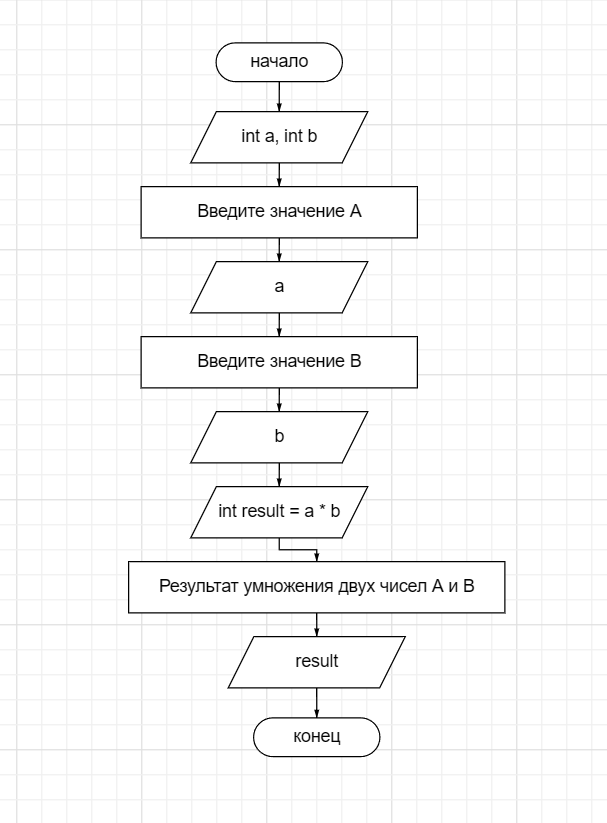 начало
int a, int b
Введите значение А
a
Введите значение B
b
int result = a * b
Результат умножения двух чисел А и В
result
конец